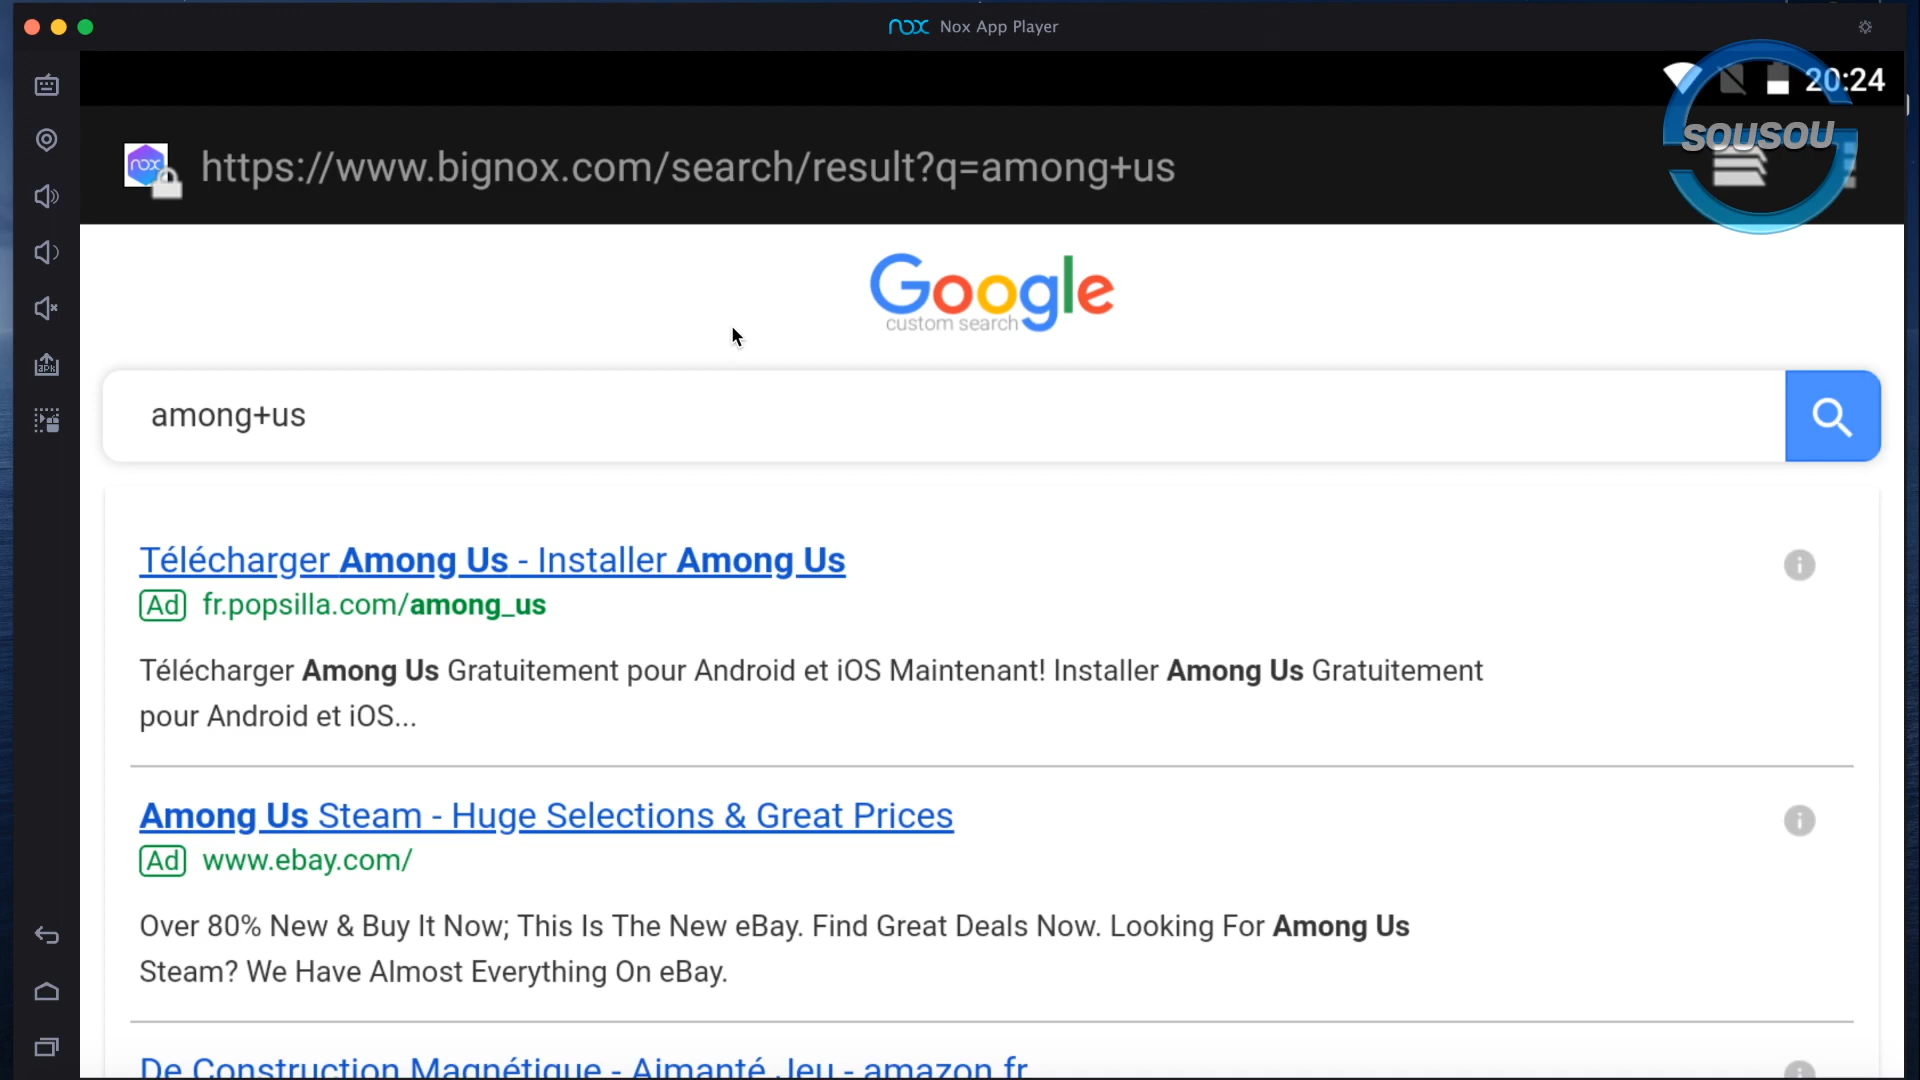 nox Nox App Player
20:24
SOUSOU
nox https://www.bignox.com/search/result?q=among+us
Google
custom search
among+us
Télécharger Among Us - Installer Among Us
Ad fr.popsilla.com/among_us
Télécharger Among Us Gratuitement pour Android et iOS Maintenant! Installer Among Us Gratuitement
pour Android et iOS...
Among Us Steam - Huge Selections & Great Prices
Ad www.ebay.com/
Over 80% New & Buy It Now; This Is The New eBay. Find Great Deals Now. Looking For Among Us
Steam? We Have Almost Everything On eBay.
De Construction Magnétique - Aimanté Jeu - amazon.fr